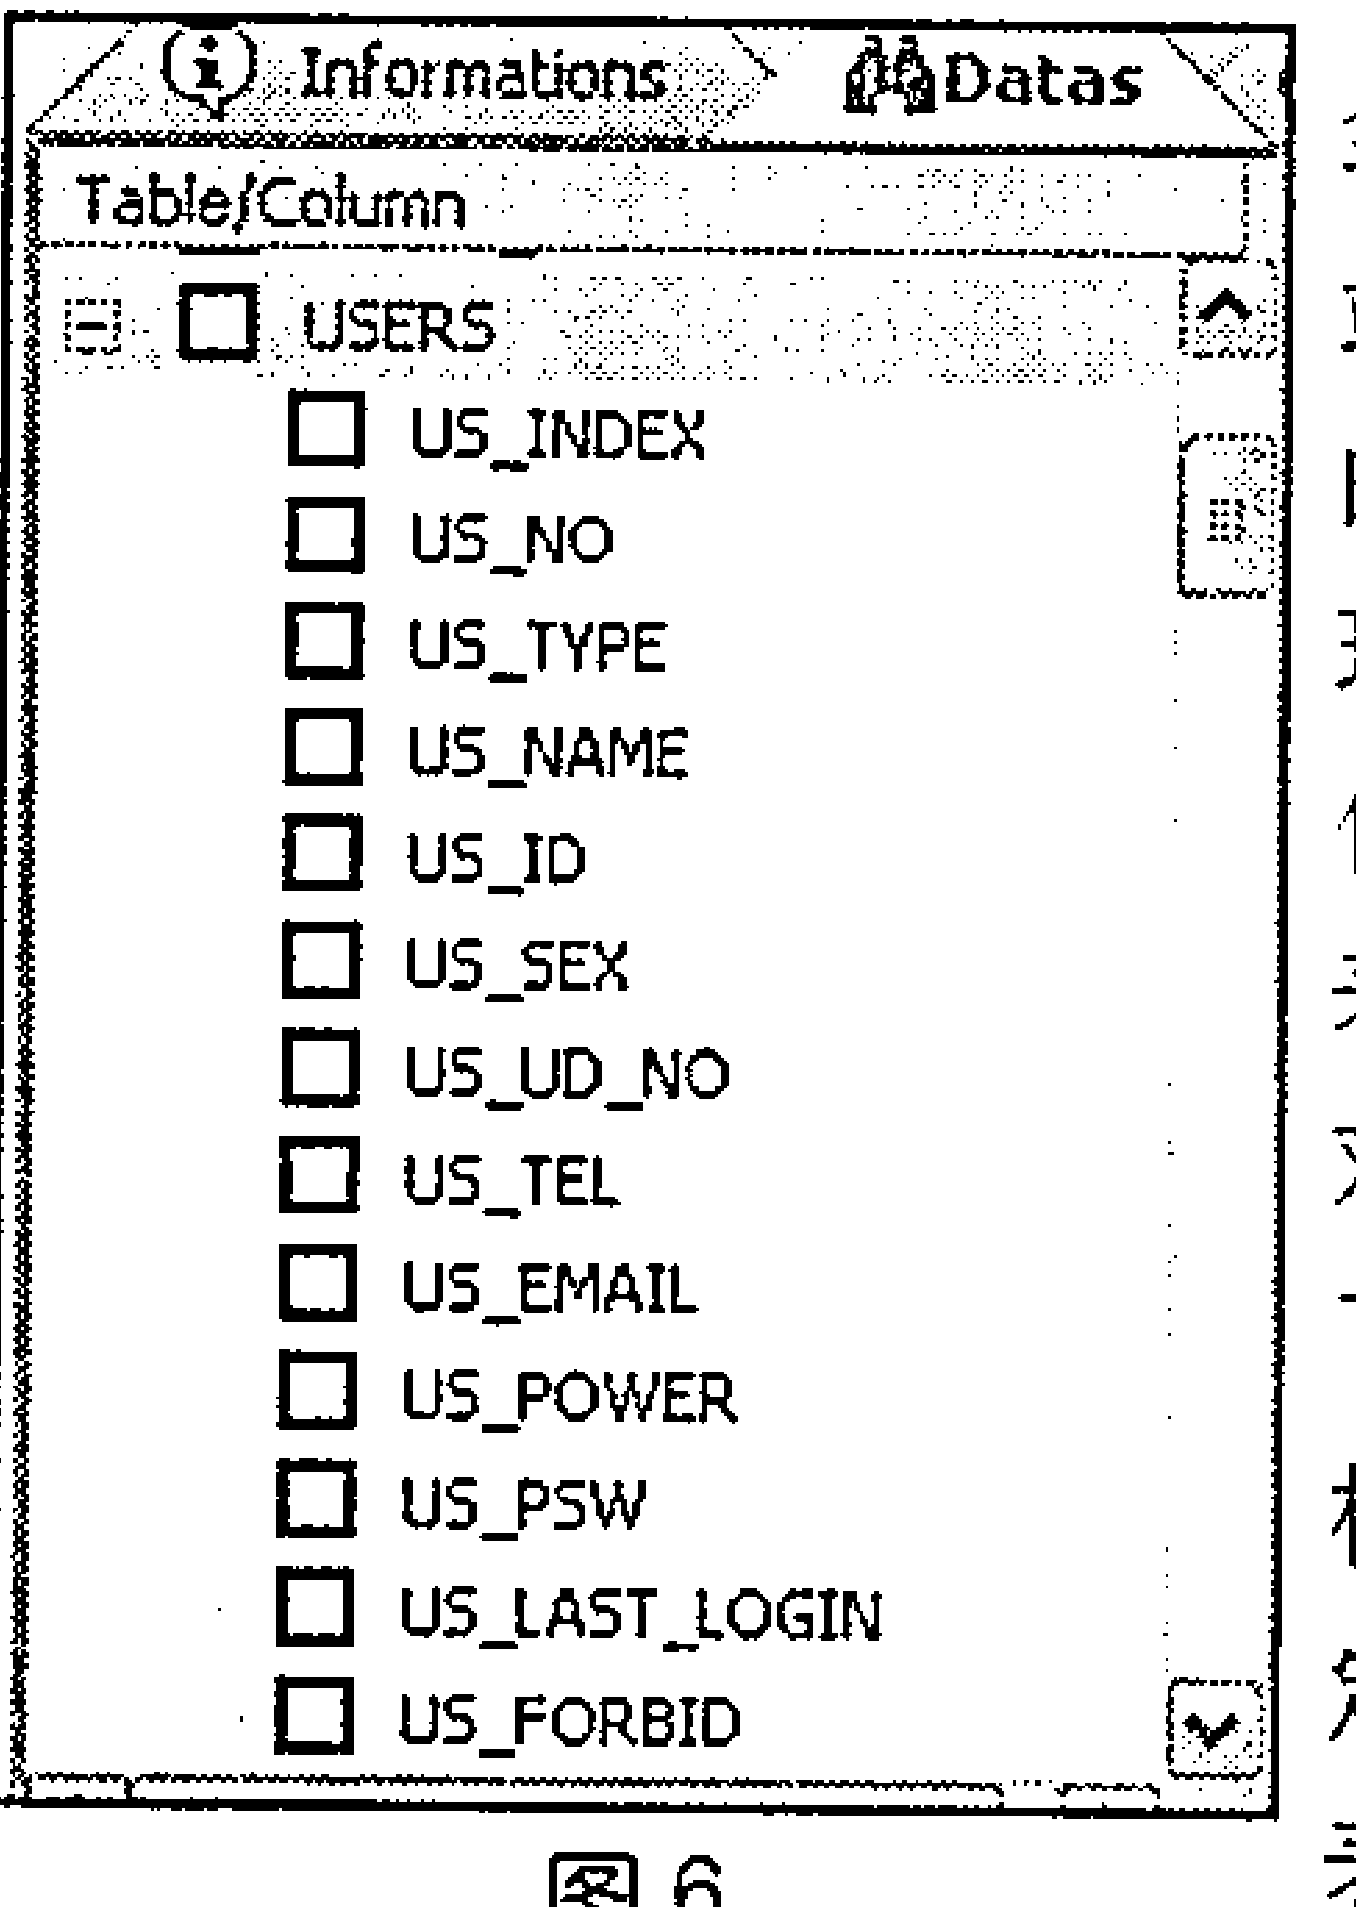 Informations Datas
Table/Column
USERS
US_INDEX
US_NO
US_TYPE
US_NAME
US_ID
US_SEX
US_UD_NO
US_TEL
US_EMAIL
US_POWER
US_PSW
US_LAST_LOGIN
US_FORBID
图 6